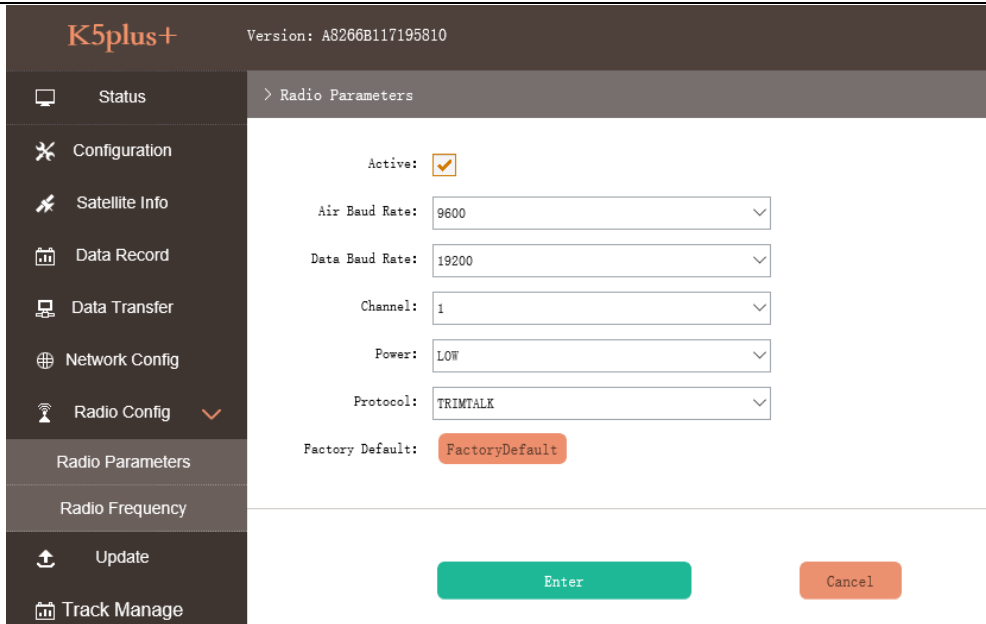 K5plus+
Version: A8266B117195810
Status
Configuration
Satellite Info
Data Record
Data Transfer
Network Config
Radio Config
Radio Parameters
Radio Frequency
Update
Track Manage
> Radio Parameters
Active:
Air Baud Rate: 9600
Data Baud Rate: 19200
Channel: 1
Power: LOW
Protocol: TRIMTALK
Factory Default: FactoryDefault
Enter Cancel